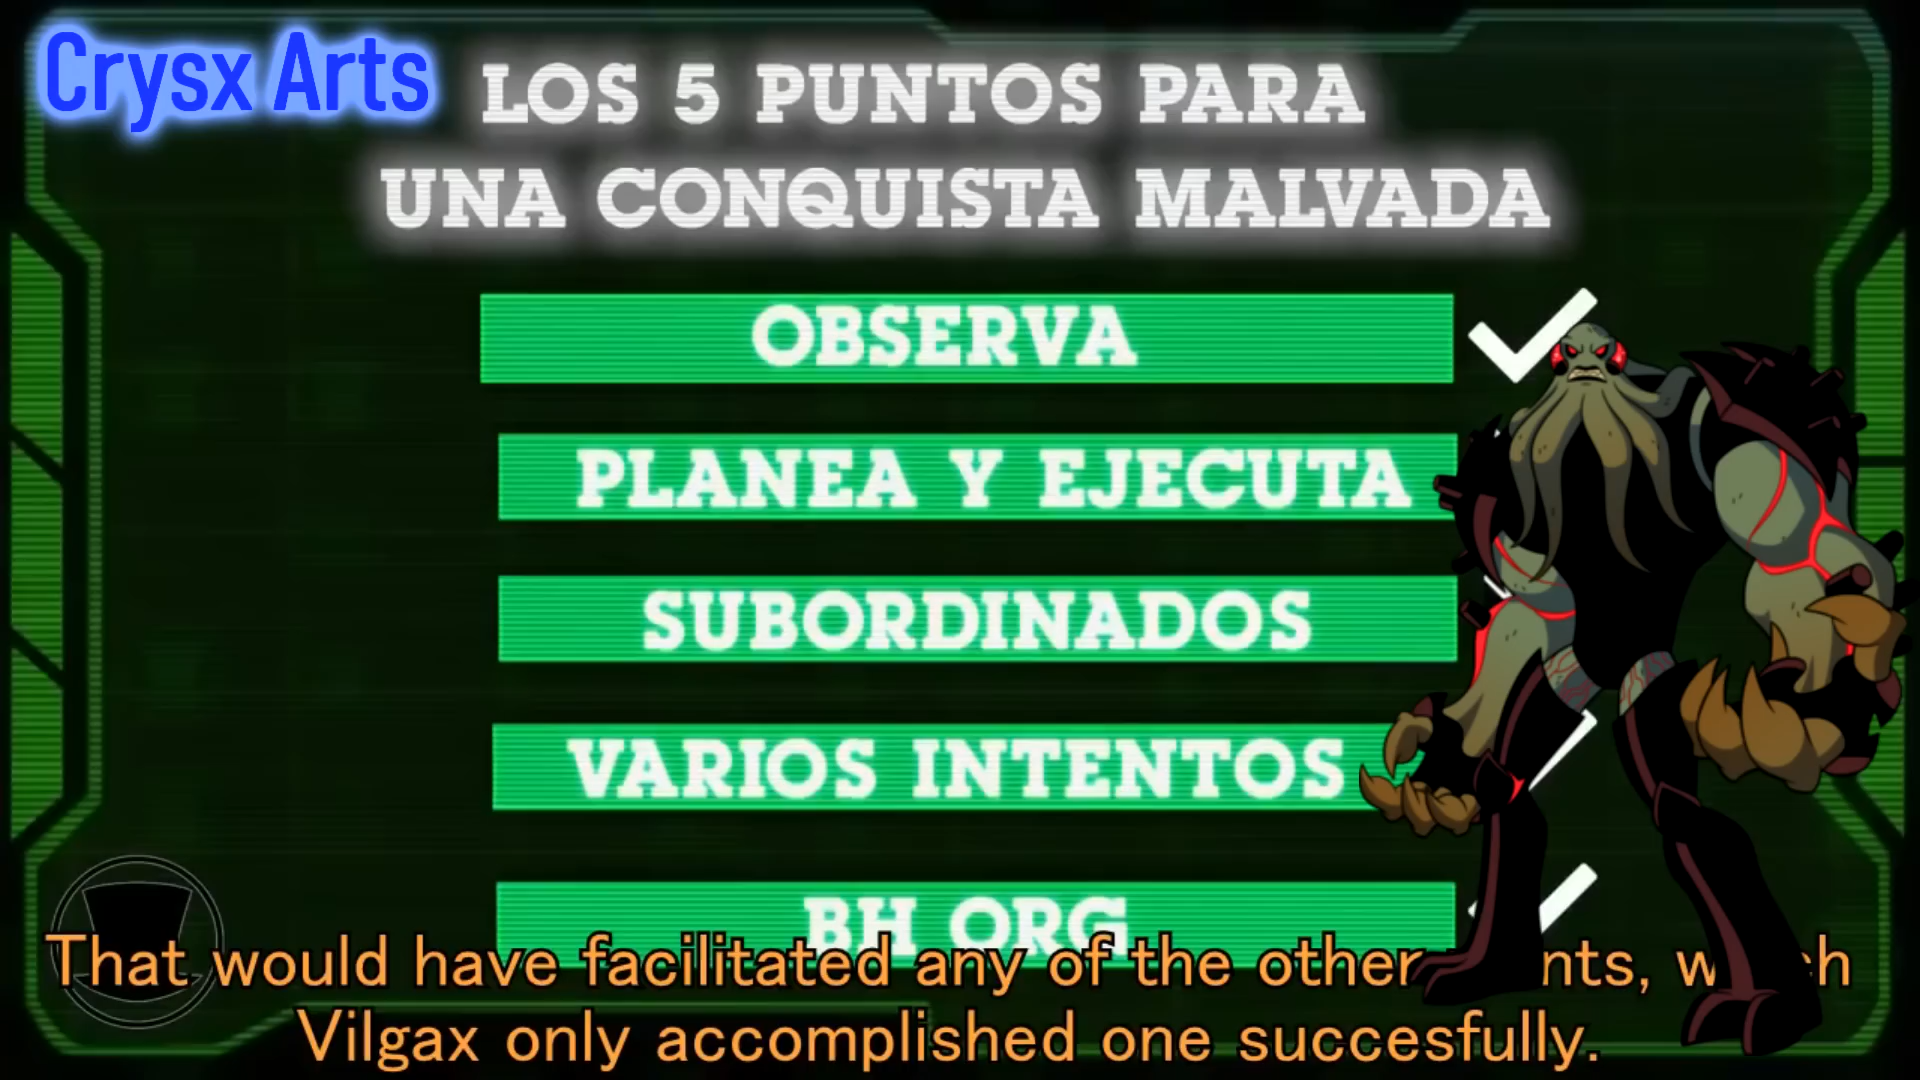 Crysx Arts
LOS 5 PUNTOS PARA
UNA CONQUISTA MALVADA
OBSERVA
PLANEA Y EJECUTA
SUBORDINADOS
VARIOS INTENTOS
BH ORG
That would have facilitated any of the other
Vilgax only accomplished one succesfully.